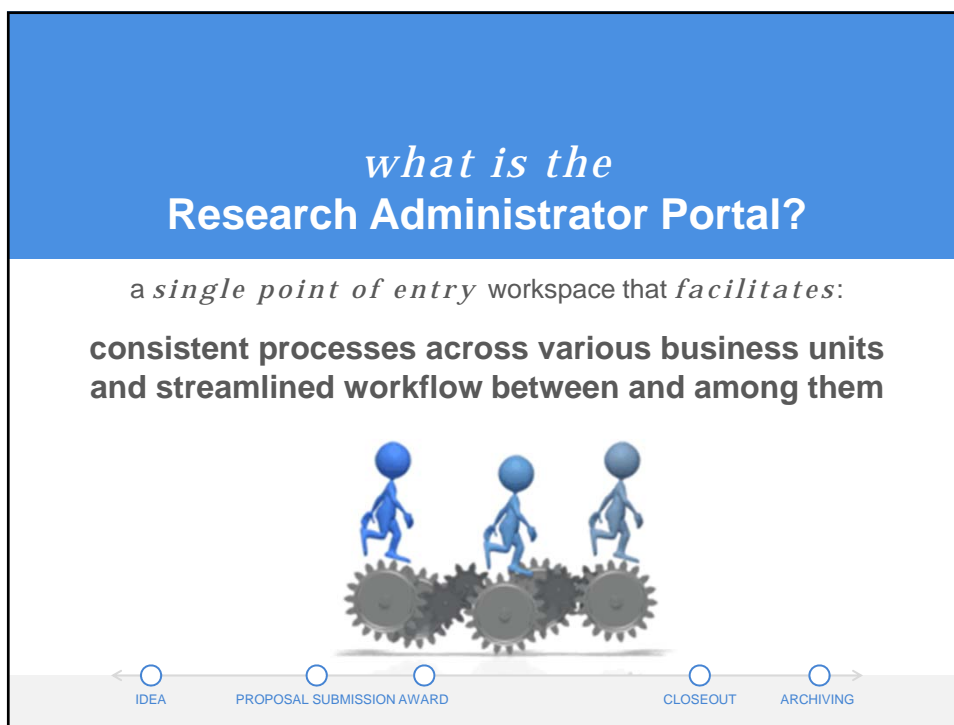 what is the
Research Administrator Portal?
a single point of entry workspace that facilitates:
consistent processes across various business units
and streamlined workflow between and among them
IDEA PROPOSAL SUBMISSION AWARD CLOSEOUT ARCHIVING